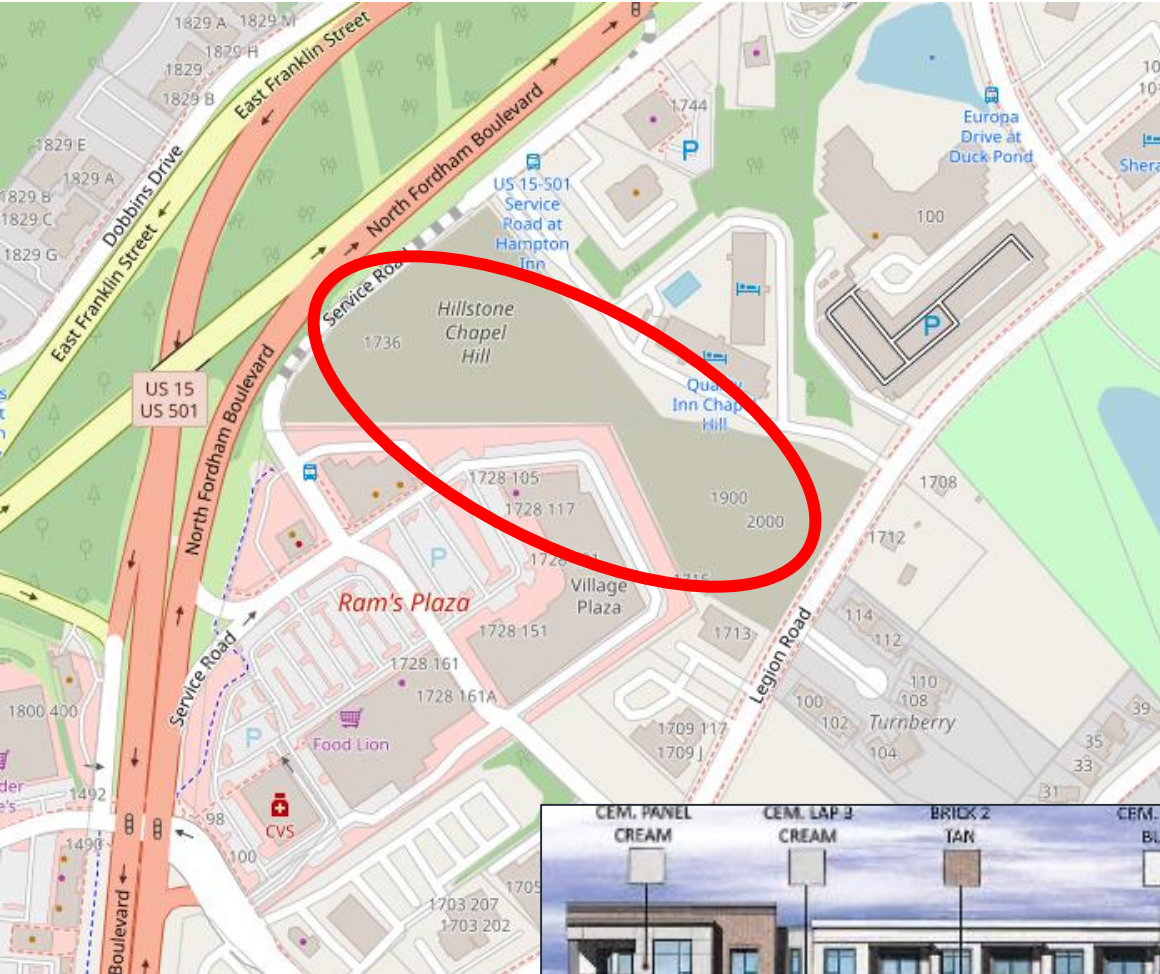 1829 A
1829 M
East Franklin Street
1829 H
1829
1829 B
1829 E
1829 A
1829 B
1829 C
1829 G
Dobbins Drive
East Franklin Street
North Fordham Boulevard
1744
P
Europa
Drive at
Duck Pond
Shera
US 15-501
Service
Road at
Hampton
Inn
100
P
Service Road
Hillstone
Chapel
Hill
1736
US 15
US 501
North Fordham Boulevard
Quality
Inn Chapel
Hill
1728 105
1728 117
1900
2000
1708
1712
P
Village
Plaza
1715
Ram's Plaza
1728 151
1713
114
112
Legion Road
110
108
100
102
Turnberry
104
1728 161
1728 161A
Service Road
1800 400
P
Food Lion
1709 117
1709 J
39
35
33
31
der
e's
1492
1490
98
CVS
100
1703 207
1703 202
1705
Boulevard
CEM. PANEL
CREAM
CEM. LAP 3
CREAM
BRICK 2
TAN
CEM.